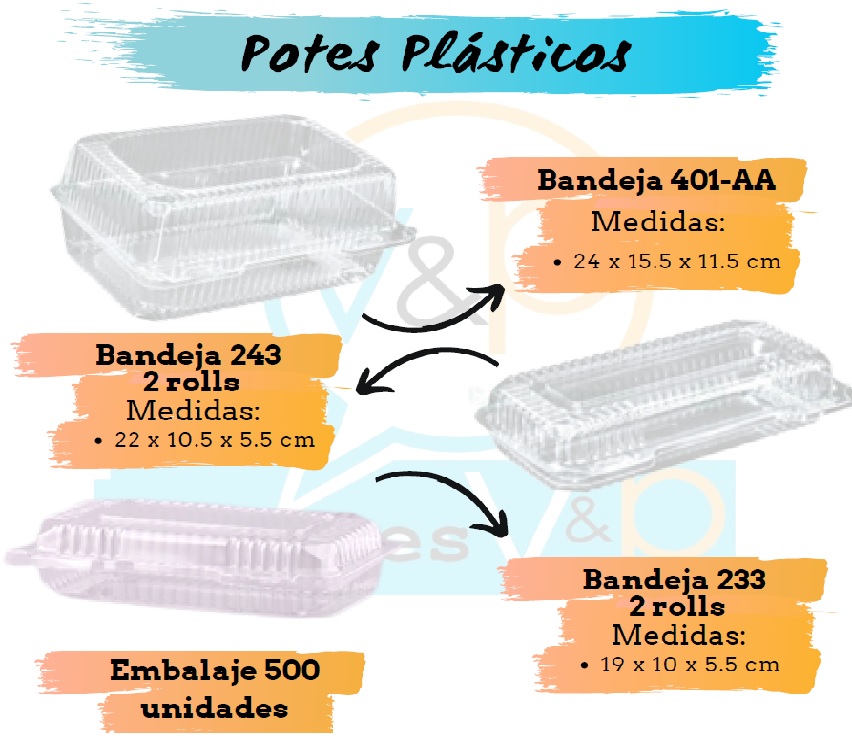 Potes Plásticos
Bandeja 401-AA
Medidas:
• 24 x 15.5 x 11.5 cm
Bandeja 243
2 rolls
Medidas:
• 22 x 10.5 x 5.5 cm
Bandeja 233
2 rolls
Medidas:
• 19 x 10 x 5.5 cm
Embalaje 500
unidades